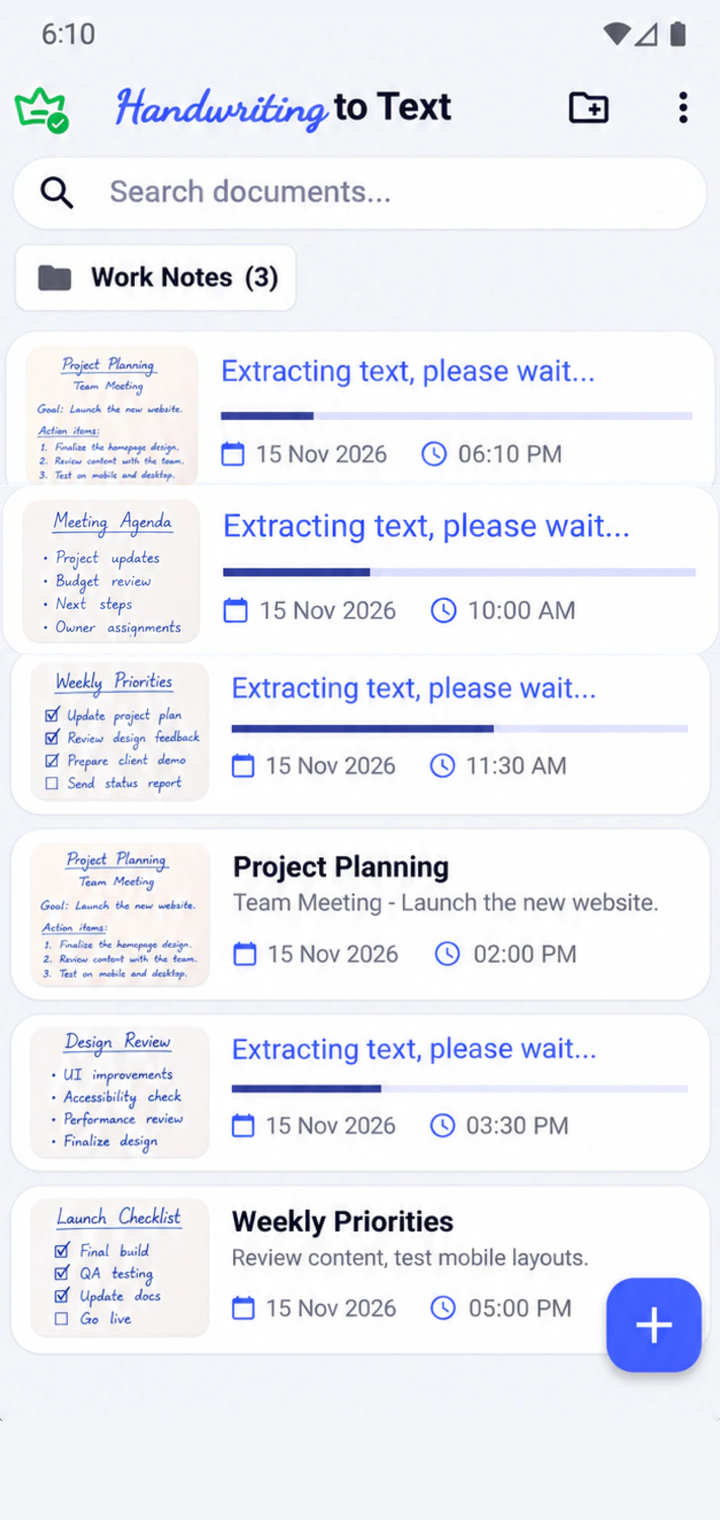 6:10
Handwriting to Text
Search documents...
Work Notes (3)
Project Planning
Team Meeting
Goal: Launch the new website.
Action items:
1. Finalize the homepage design.
2. Review content with the team.
3. Test on mobile and desktop.
Extracting text, please wait...
15 Nov 2026 06:10 PM
Meeting Agenda
• Project updates
• Budget review
• Next steps
• Owner assignments
Extracting text, please wait...
15 Nov 2026 10:00 AM
Weekly Priorities
☑ Update project plan
☑ Review design feedback
☑ Prepare client demo
☐ Send status report
Extracting text, please wait...
15 Nov 2026 11:30 AM
Project Planning
Team Meeting
Goal: Launch the new website.
Action items:
1. Finalize the homepage design.
2. Review content with the team.
3. Test on mobile and desktop.
Project Planning
Team Meeting - Launch the new website.
15 Nov 2026 02:00 PM
Design Review
• UI improvements
• Accessibility check
• Performance review
• Finalize design
Extracting text, please wait...
15 Nov 2026 03:30 PM
Launch Checklist
☑ Final build
☑ QA testing
☑ Update docs
☐ Go live
Weekly Priorities
Review content, test mobile layouts.
15 Nov 2026 05:00 PM